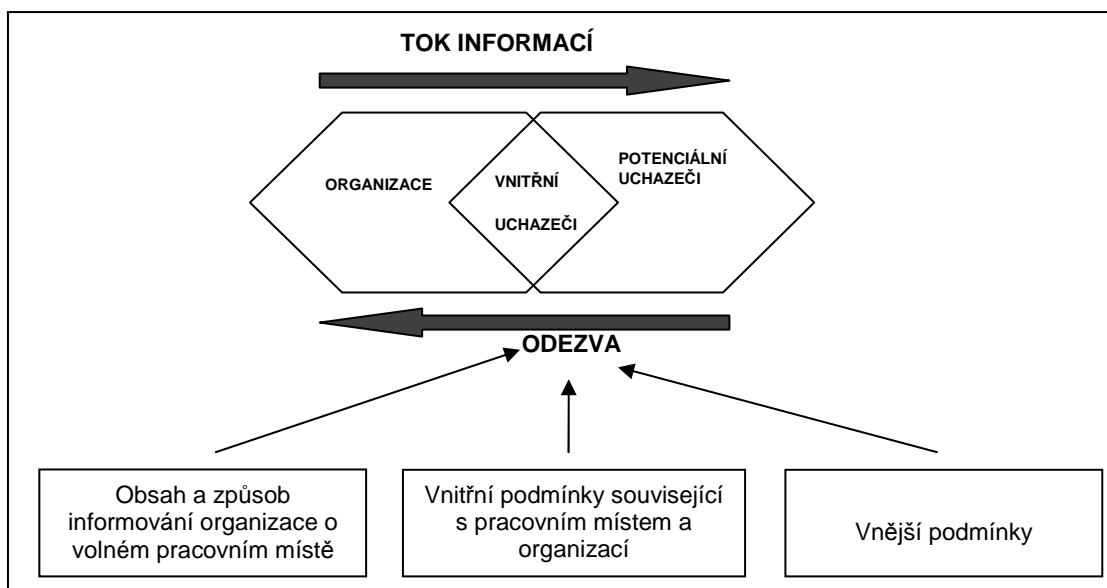 TOK INFORMACÍ
ORGANIZACE
VNITŘNÍ
UCHAZEČI
POTENCIÁLNÍ
UCHAZEČI
ODEZVA
Obsah a způsob
informování organizace o
volném pracovním místě
Vnitřní podmínky související
s pracovním místem a
organizací
Vnější podmínky